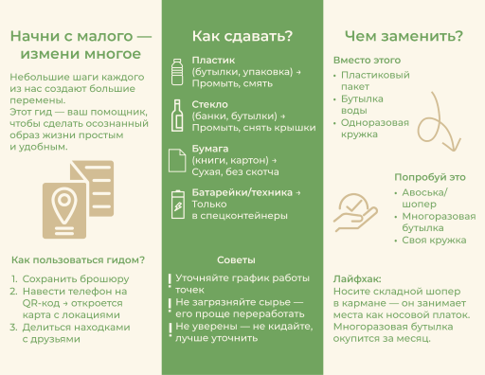 Начни с малого —
измени многое
Небольшие шаги каждого
из нас создают большие
перемены.
Этот гид — ваш помощник,
чтобы сделать осознанный
образ жизни простым
и удобным.
Как пользоваться гидом?
1. Сохранить брошюру
2. Навести телефон на
QR-код → откроется
карта с локациями
3. Делиться находками
с друзьями
Как сдавать?
Пластик
(бутылки, упаковка) →
Промыть, смять
Стекло
(банки, бутылки) →
Промыть, снять крышки
Бумага
(книги, картон) →
Сухая, без скотча
Батарейки/техника →
Только
в спецконтейнеры
Советы
! Уточняйте график работы
точек
! Не загрязняйте сырье —
его проще переработать
! Не уверены — не кидайте,
лучше уточнить
Чем заменить?
Вместо этого
• Пластиковый
пакет
• Бутылка
воды
• Одноразовая
кружка
Попробуй это
• Авоська/
шопер
• Многоразовая
бутылка
• Своя кружка
Лайфхак:
Носите складной шопер
в кармане — он занимает
места как носовой платок.
Многоразовая бутылка
окупится за месяц.